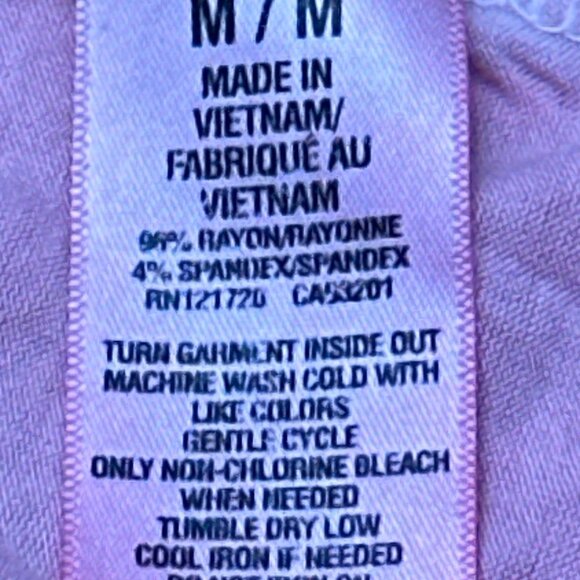 M / M
MADE IN
VIETNAM/
FABRIQUÉ AU
VIETNAM
96% RAYON/RAYONNE
4% SPANDEX/SPANDEX
RN121720 CA53201
TURN GARMENT INSIDE OUT
MACHINE WASH COLD WITH
LIKE COLORS
GENTLE CYCLE
ONLY NON-CHLORINE BLEACH
WHEN NEEDED
TUMBLE DRY LOW
COOL IRON IF NEEDED